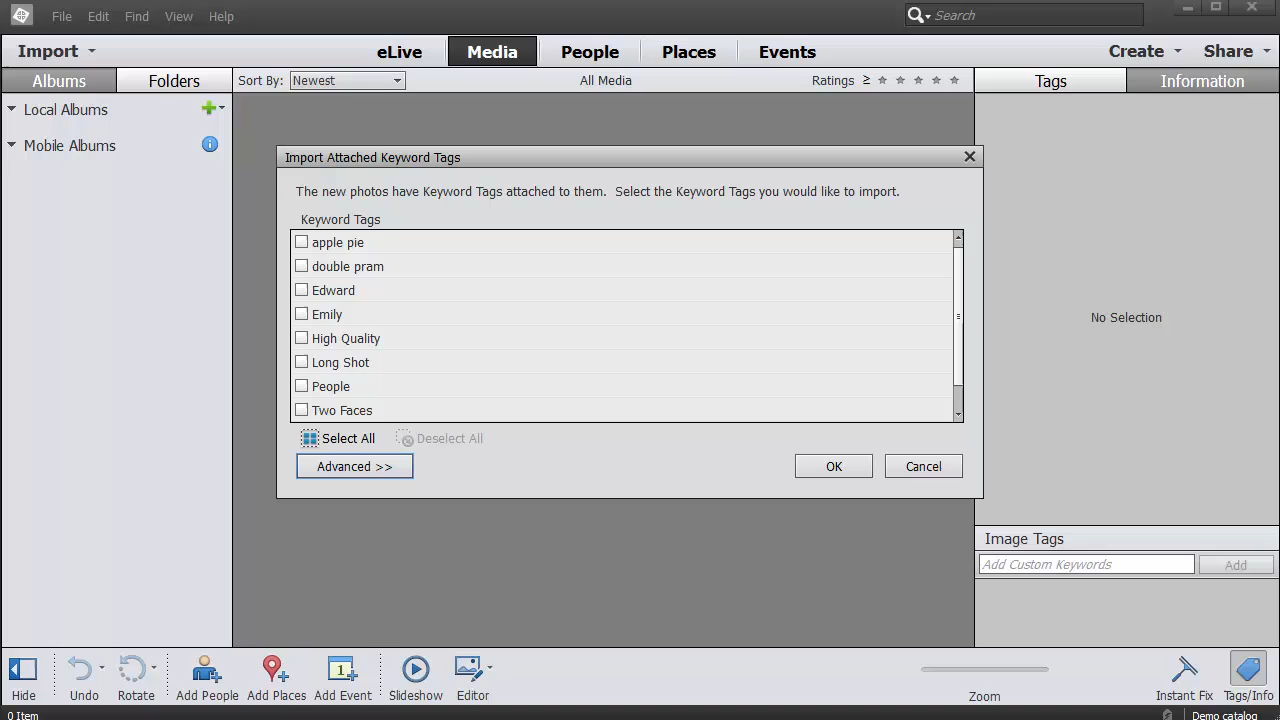 File Edit Find View Help
Search
Import eLive Media People Places Events Create Share
Albums Folders Sort By: Newest All Media Ratings ≥ Tags Information
Local Albums
Mobile Albums
Import Attached Keyword Tags
The new photos have Keyword Tags attached to them. Select the Keyword Tags you would like to import.
Keyword Tags
apple pie
double pram
Edward
Emily
High Quality
Long Shot
People
Two Faces
Select All Deselect All
Advanced >> OK Cancel
No Selection
Image Tags
Add Custom Keywords Add
1
Hide Undo Rotate Add People Add Places Add Event Slideshow Editor Zoom Instant Fix Tags/Info
0 Item Demo catalog